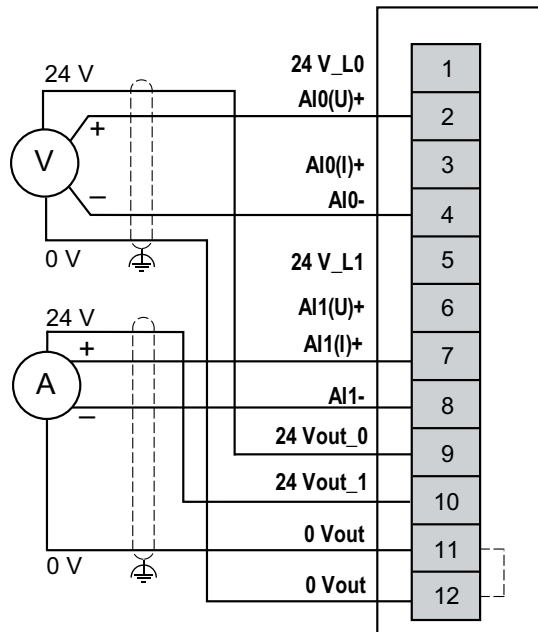 24 V_L0
1
24 V
AI0(U)+
2
+
V
AI0(I)+
3
–
AI0-
4
0 V
24 V_L1
5
AI1(U)+
6
24 V
+
AI1(I)+
7
A
AI1-
8
–
24 Vout_0
9
24 Vout_1
10
0 Vout
11
0 V
0 Vout
12